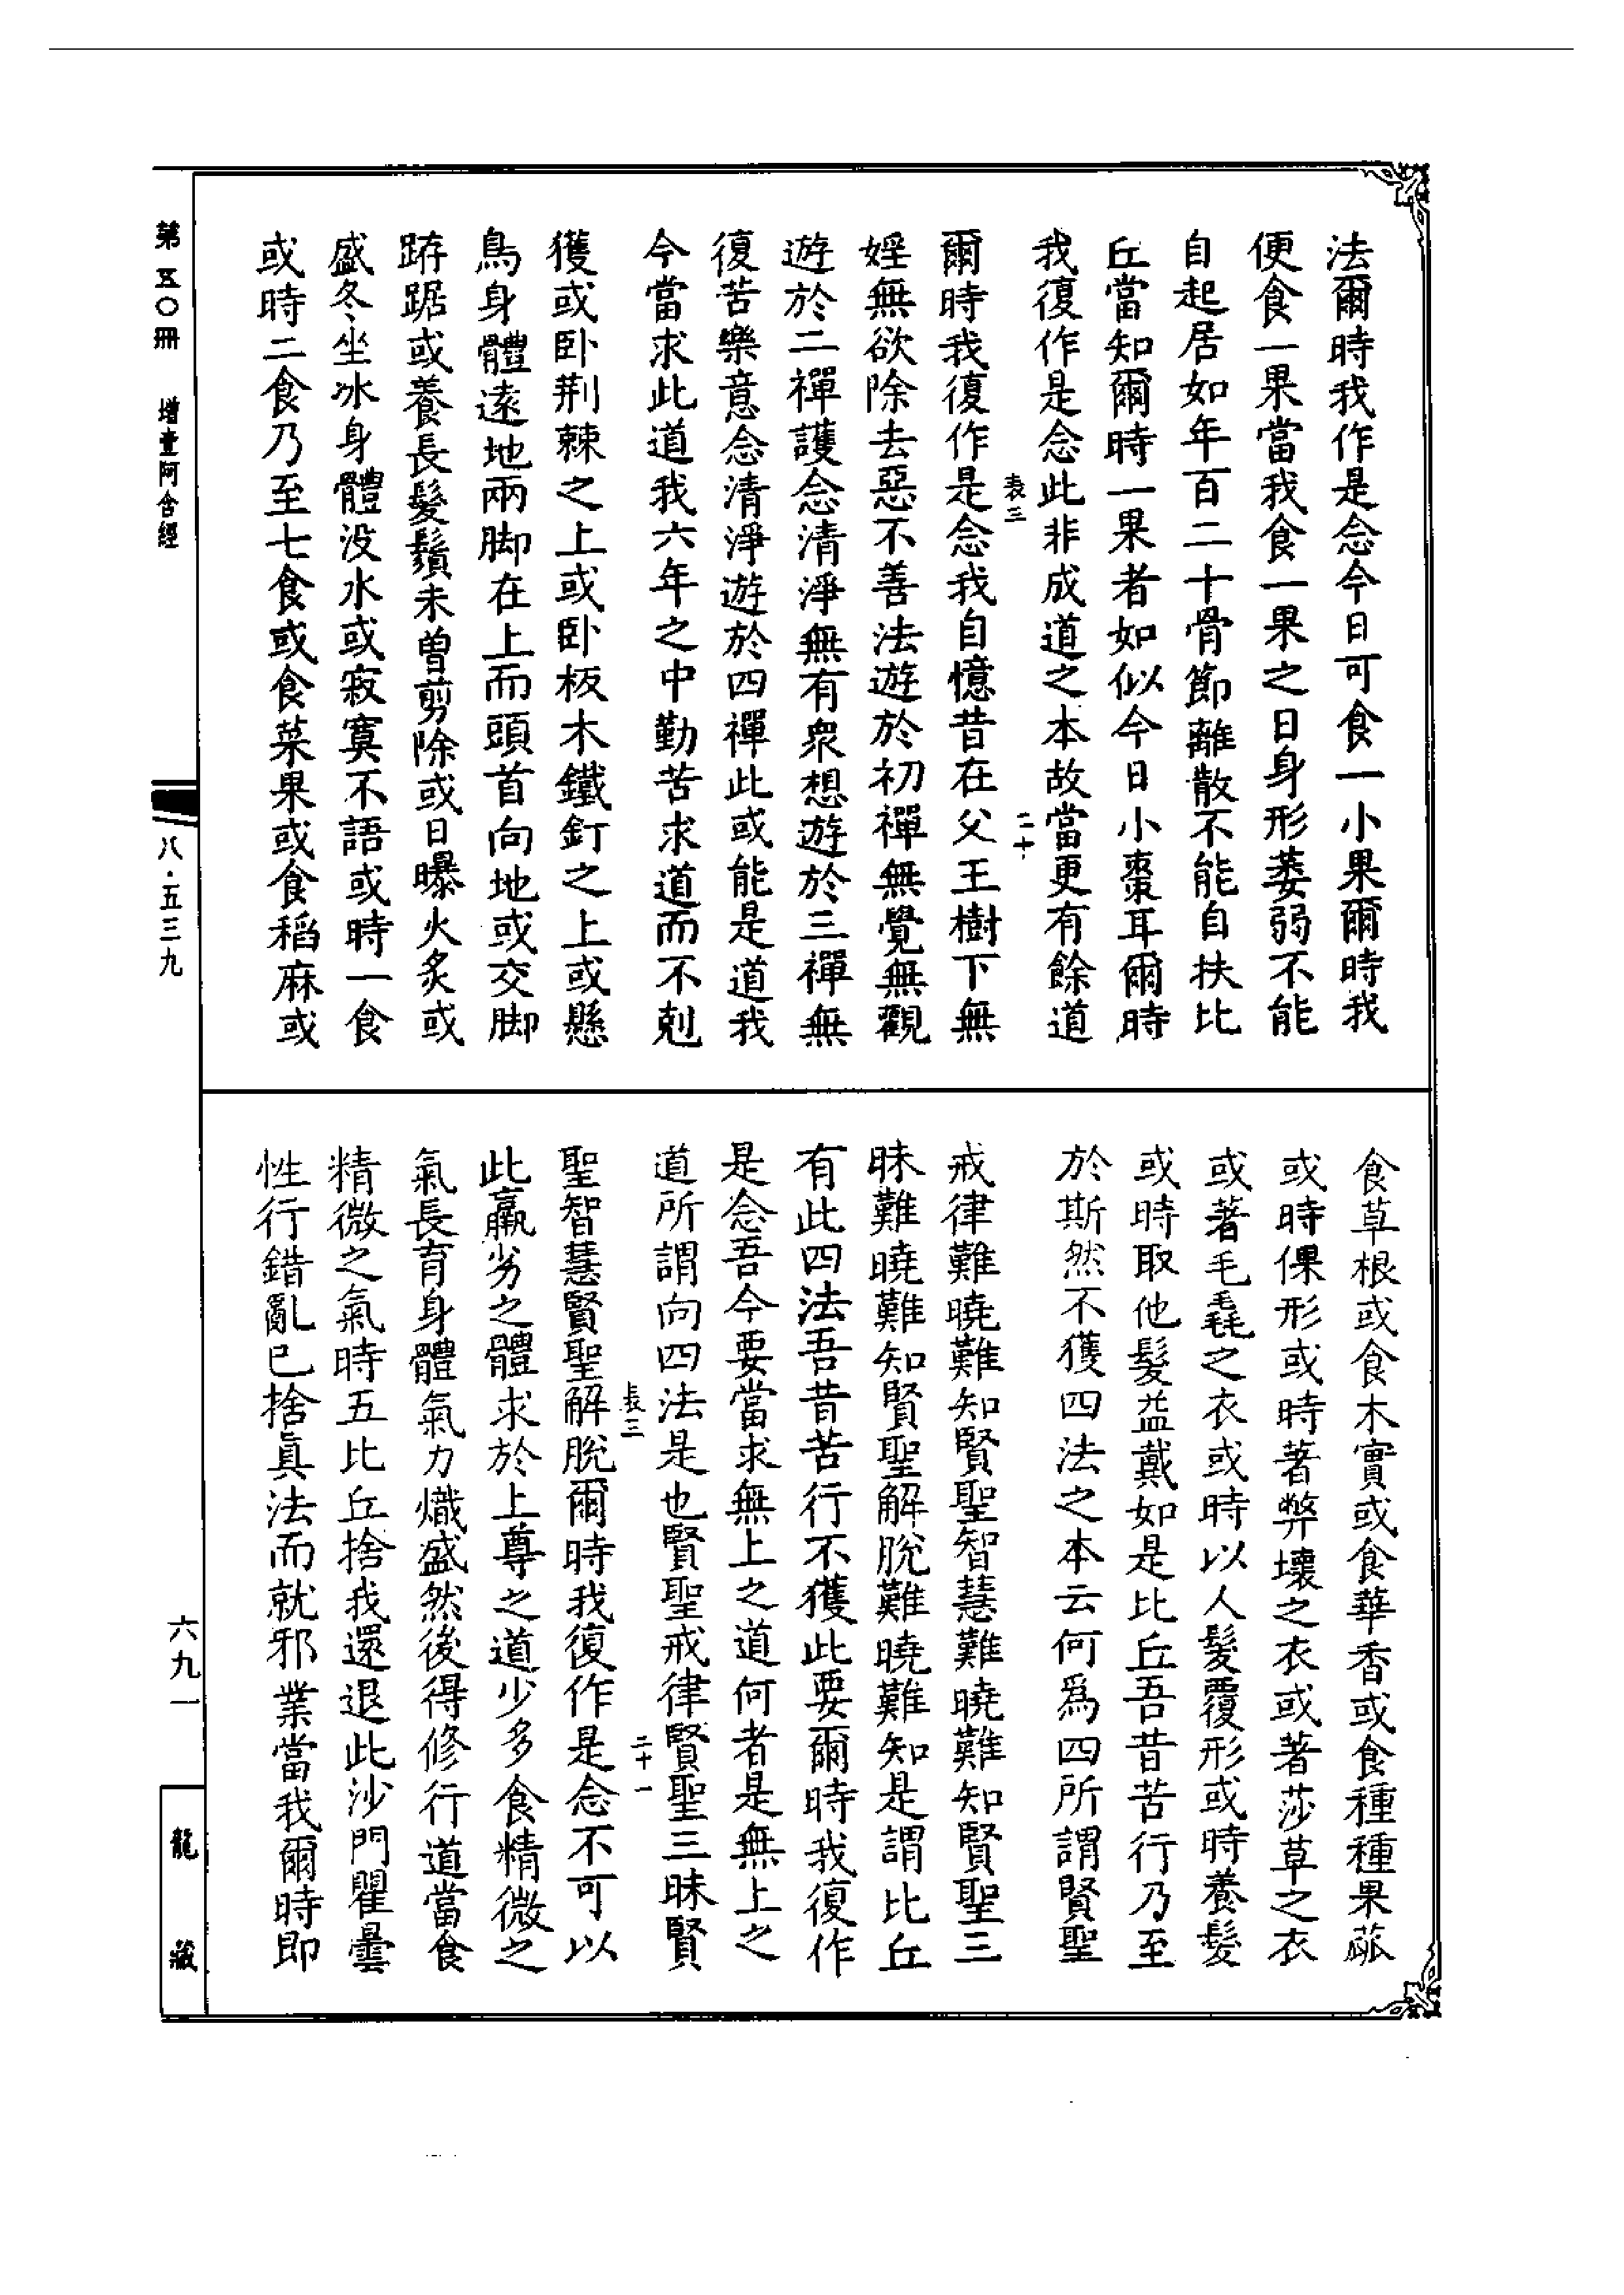 法爾時我作是念今日可食一小果爾時我
便食一果當我食一果之日身形萎弱不能
自起居如年百二十骨節離散不能自扶比
丘當知爾時一果者如似今日小棗耳爾時
我復作是念此非成道之本故當更有餘道
表三
二十
爾時我復作是念我自憶昔在父王樹下無
婬無欲除去惡不善法遊於初禪無覺無觀
遊於二禪護念清淨無有眾想遊於三禪無
復苦樂意念清淨遊於四禪此或能是道我
今當求此道我六年之中勤苦求道而不剋
獲或卧荆棘之上或卧板木鐵釘之上或懸
鳥身體遠地兩脚在上而頭首向地或交脚
跱踞或養長髮鬚未曽剪除或日曝火炙或
盛冬坐冰身體没水或寂寞不語或時一食
或時二食乃至七食或食菜果或食稻麻或
食草根或食木實或食華香或食種種果蓏
或時倮形或時著弊壞之衣或著莎草之衣
或著毛毳之衣或時以人髮覆形或時養髮
或時取他髮益戴如是比丘吾昔苦行乃至
於斯然不獲四法之本云何爲四所謂賢聖
戒律難曉難知賢聖智慧難曉難知賢聖三
昧難曉難知賢聖解脫難曉難知是謂比丘
有此四法吾昔苦行不獲此要爾時我復作
是念吾今要當求無上之道何者是無上之
道所謂向四法是也賢聖戒律賢聖三昧賢
表三
二十一
聖智慧賢聖解脫爾時我復作是念不可以
此羸劣之體求於上尊之道少多食精微之
氣長育身體氣力熾盛然後得修行道當食
精微之氣時五比丘捨我還退此沙門瞿曇
性行錯亂已捨真法而就邪業當我爾時即
第五〇冊
增壹阿含經
八·五三九
六九一
龍藏